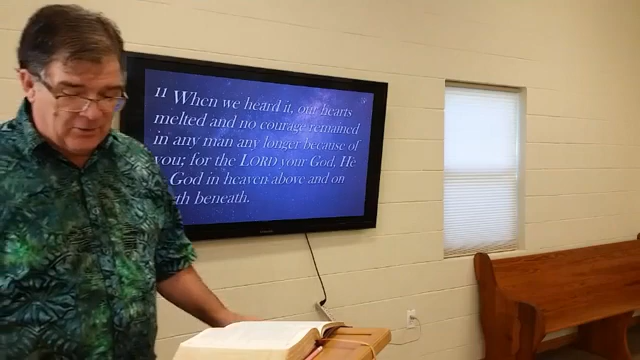 11 When we heard it, our hearts
melted and no courage remained
in any man any longer because of
you; for the LORD your God, He
God in heaven above and on
th beneath.